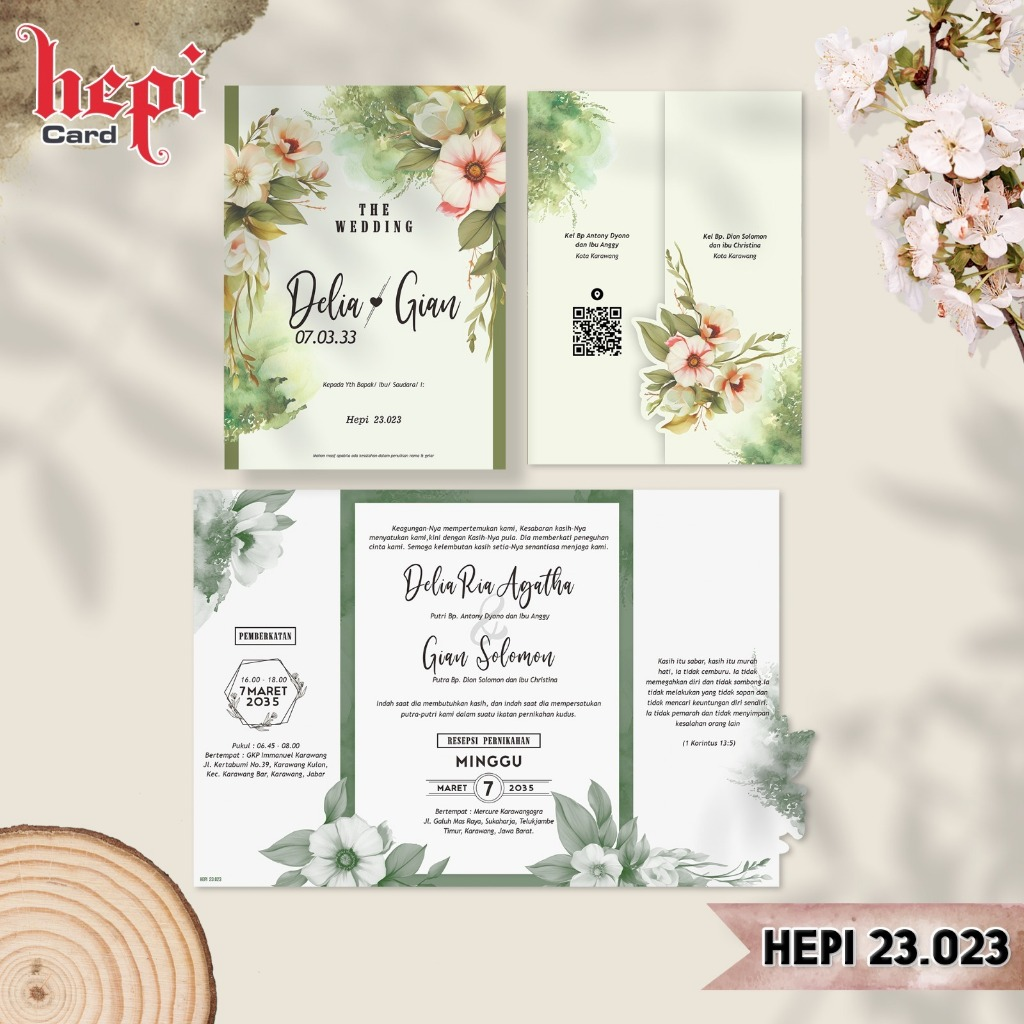 hepi
Card
THE
WEDDING
Delia Gian
07.03.33
Kepada Yth Bapak/ Ibu/ Saudara/ i:
Hepi 23.023
Kel Bp Antony Dyono
dan Ibu Anggy
Kota Karawang
Kel Bp. Dion Solomon
dan Ibu Christina
Kota Karawang
Keagungan-Nya mempertemukan kami, Kesabaran kasih-Nya
menyatukan kami,kini dengan Kasih-Nya pula. Dia memberkati peneguhan
cinta kami. Semoga kelembutan kasih setia-Nya senantiasa menjaga kami.
Delia Ria Agatha
Putri Bp. Antony Dyono dan Ibu Anggy
&
Gian Solomon
Putra Bp. Dion Solomon dan Ibu Christina
Indah saat dia membutuhkan kasih, dan indah saat dia mempersatukan
putra-putri kami dalam suatu ikatan pernikahan kudus.
RESEPSI PERNIKAHAN
MINGGU
MARET 7 2035
Bertempat : Mercure Karawangagra
Jl. Galuh Mas Raya, Sukaharja, Telukjambe
Timur, Karawang, Jawa Barat.
PEMBERKATAN
16.00 - 18.00
7 MARET
2035
Pukul : 06.45 - 08.00
Bertempat : GKP Immanuel Karawang
Jl. Kertabumi No.39, Karawang Kulon,
Kec. Karawang Bar, Karawang, Jabar
Kasih itu sabar, kasih itu murah
hati, ia tidak cemburu. Ia tidak
memegahkan diri dan tidak sombong.Ia
tidak melakukan yang tidak sopan dan
tidak mencari keuntungan diri sendiri.
Ia tidak pemarah dan tidak menyimpan
kesalahan orang lain
(1 Korintus 13:5)
HEPI 23.023
HEPI 23.023